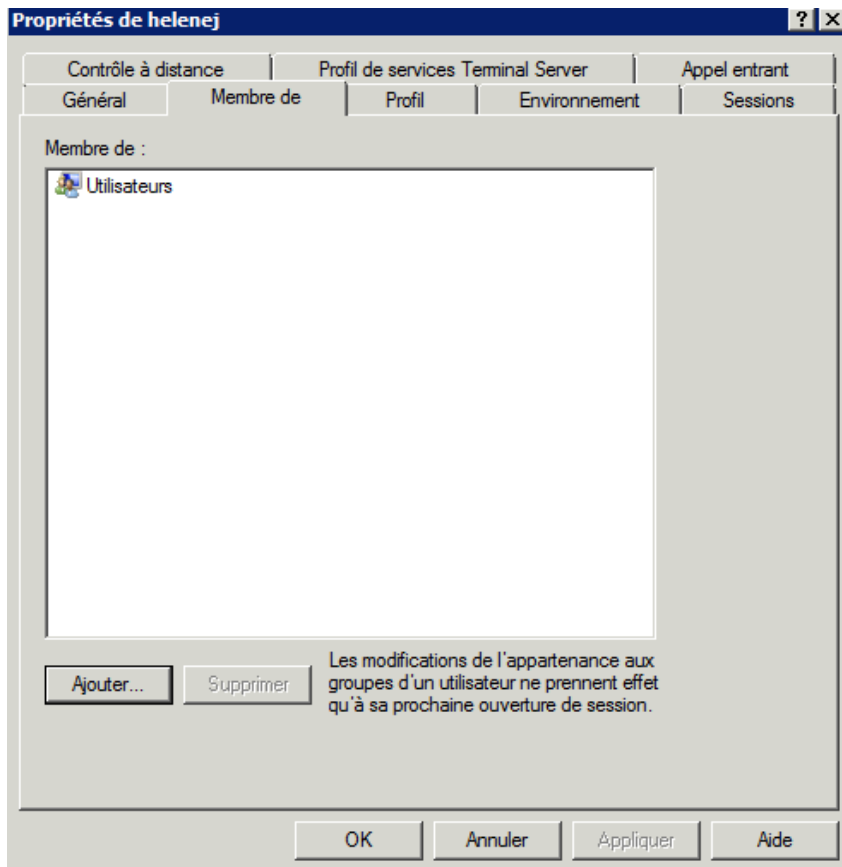 Propriétés de helenej
Contrôle à distance
Profil de services Terminal Server
Appel entrant
Général
Membre de
Profil
Environnement
Sessions
Membre de :
Utilisateurs
Ajouter...
Supprimer
Les modifications de l'appartenance aux
groupes d'un utilisateur ne prennent effet
qu'à sa prochaine ouverture de session.
OK
Annuler
Appliquer
Aide